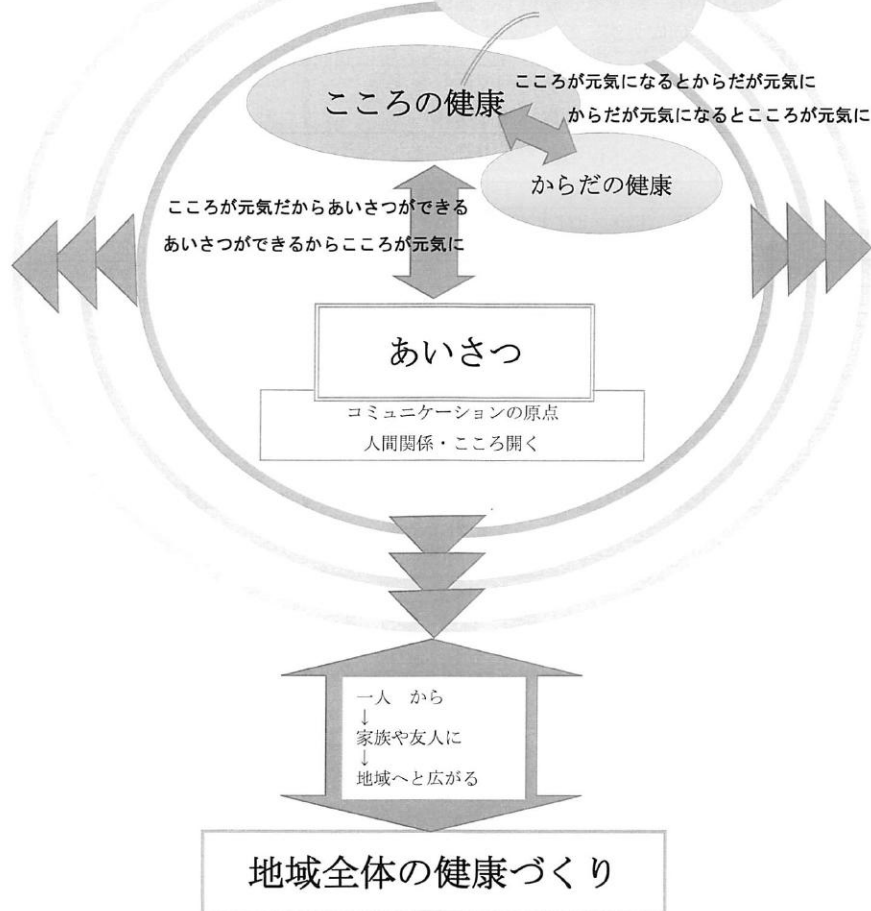 こころの健康
こころが元気になるとからだが元気に
からだが元気になるとこころが元気に
からだの健康
こころが元気だからあいさつができる
あいさつができるからこころが元気に
あいさつ
コミュニケーションの原点
人間関係・こころ開く
一人　から
↓
家族や友人に
↓
地域へと広がる
地域全体の健康づくり